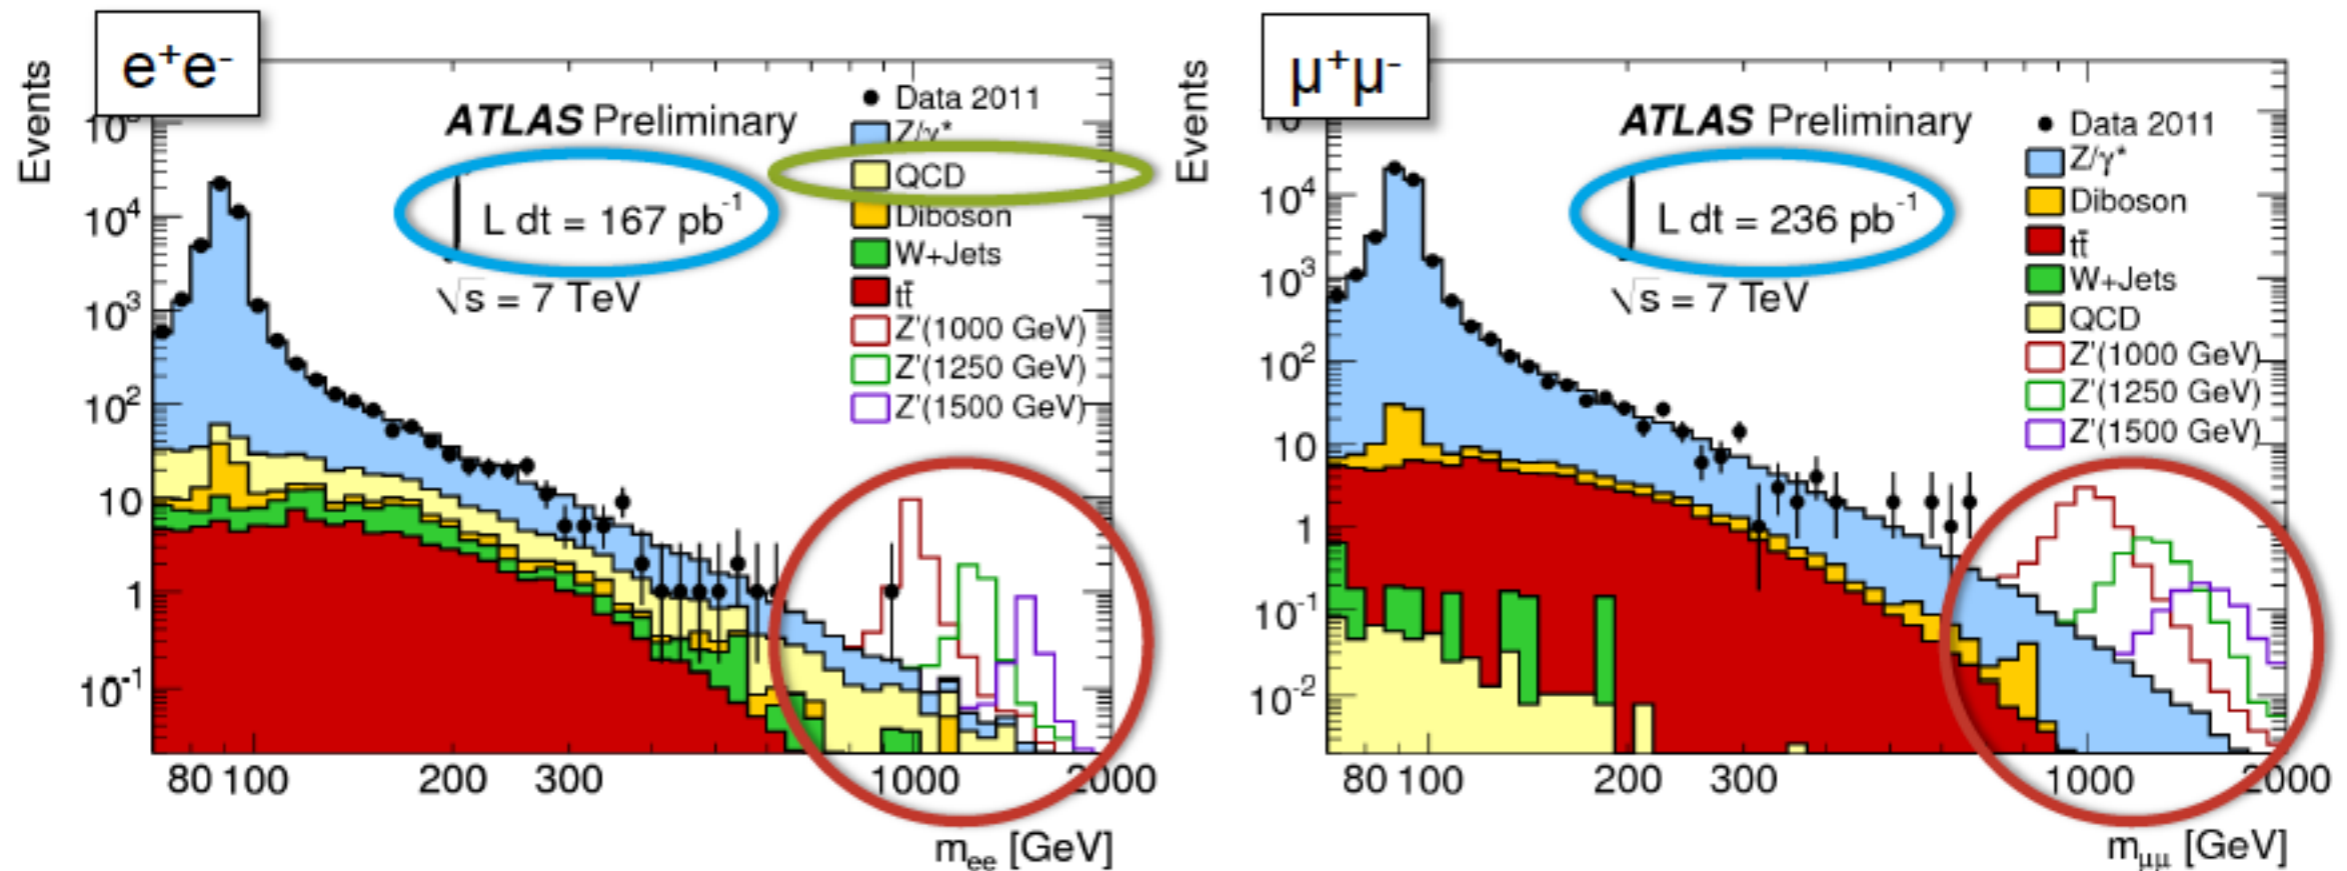 e⁺e⁻
Events
ATLAS Preliminary
L dt = 167 pb⁻¹
√s = 7 TeV
Data 2011
Z/γ*
QCD
Diboson
W+Jets
tt̄
Z'(1000 GeV)
Z'(1250 GeV)
Z'(1500 GeV)
10⁴
10³
10²
10
1
10⁻¹
80 100 200 300 1000 2000
mₑₑ [GeV]
μ⁺μ⁻
Events
ATLAS Preliminary
L dt = 236 pb⁻¹
√s = 7 TeV
Data 2011
Z/γ*
Diboson
tt̄
W+Jets
QCD
Z'(1000 GeV)
Z'(1250 GeV)
Z'(1500 GeV)
10⁴
10³
10²
10
1
10⁻¹
10⁻²
80 100 200 300 1000 2000
m_μμ [GeV]